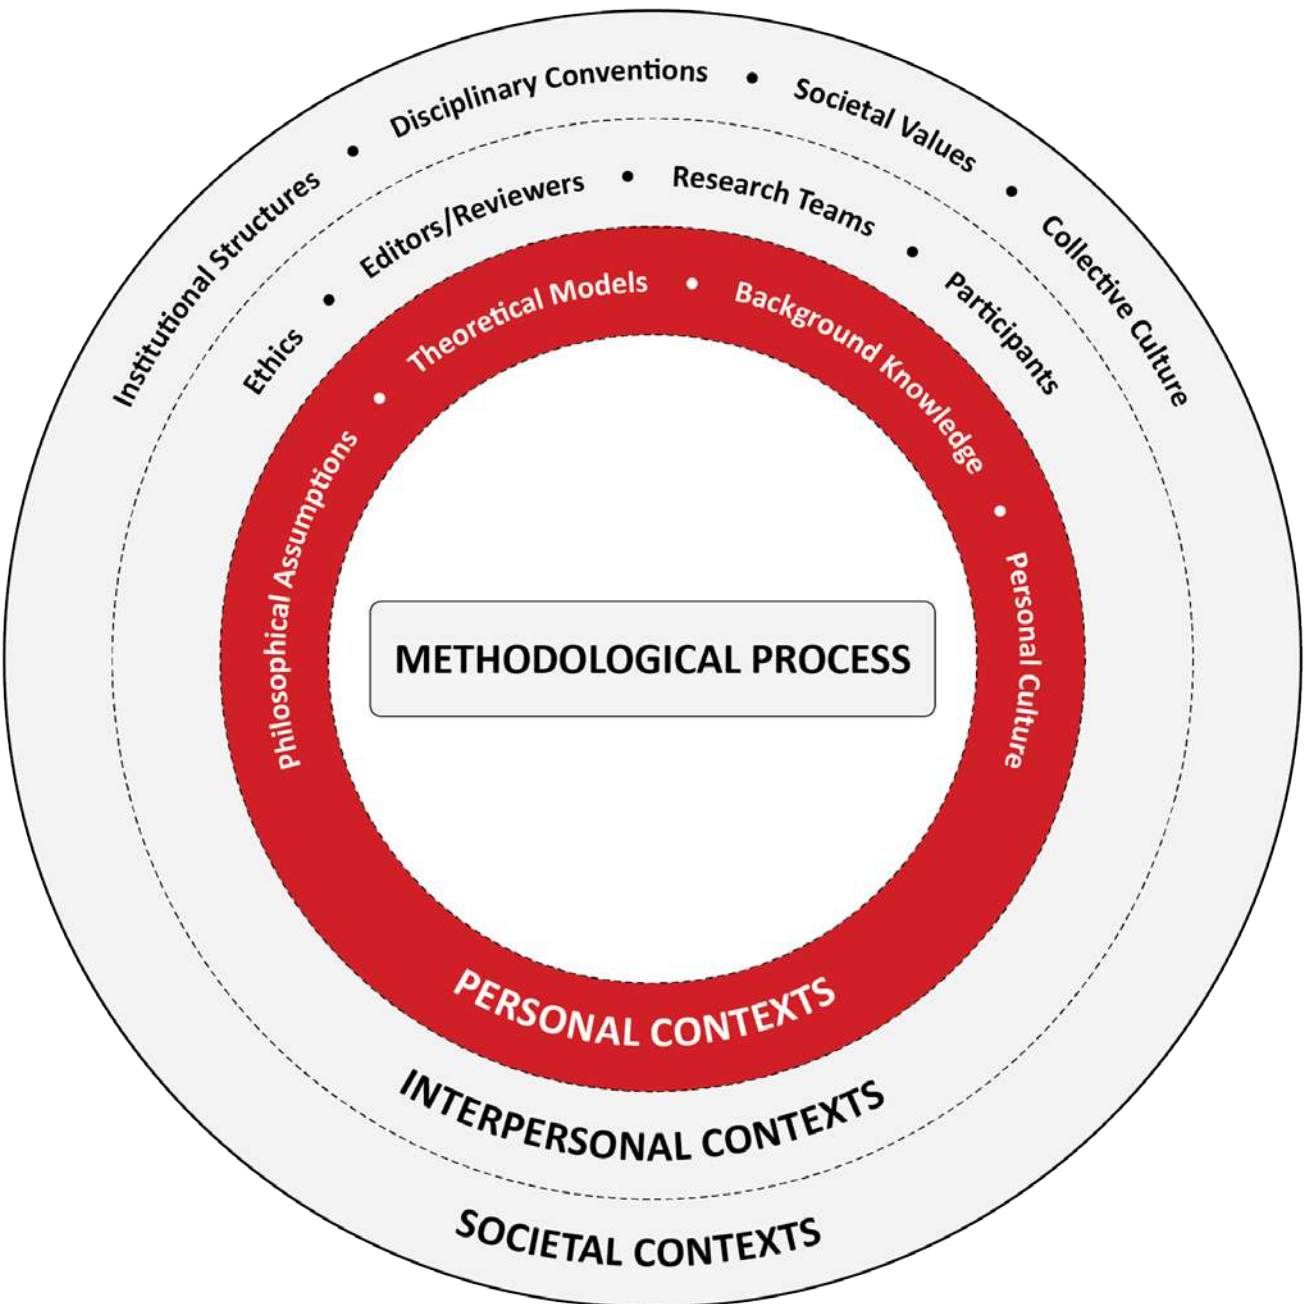 Institutional Structures • Disciplinary Conventions • Societal Values • Collective Culture
Ethics • Editors/Reviewers • Research Teams • Participants
Philosophical Assumptions • Theoretical Models • Background Knowledge • Personal Culture
METHODOLOGICAL PROCESS
PERSONAL CONTEXTS
INTERPERSONAL CONTEXTS
SOCIETAL CONTEXTS